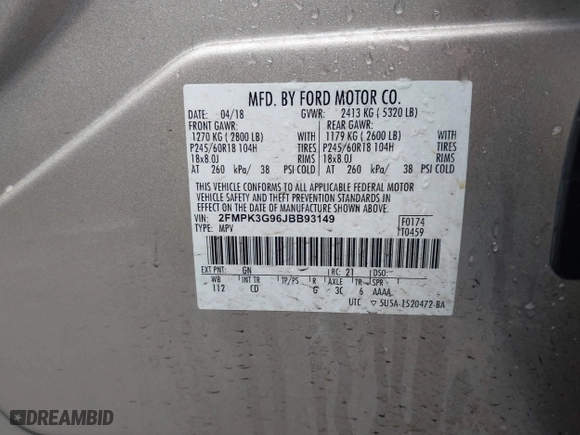 MFD. BY FORD MOTOR CO.
DATE: 04/18 GVWR: 2413 KG ( 5320 LB)
FRONT GAWR: REAR GAWR:
1270 KG ( 2800 LB) WITH 1179 KG ( 2600 LB) WITH
P245/60R18 104H TIRES P245/60R18 104H TIRES
18x8.0J RIMS 18x8.0J RIMS
AT 260 kPa/ 38 PSI COLD AT 260 kPa/ 38 PSI COLD
THIS VEHICLE CONFORMS TO ALL APPLICABLE FEDERAL MOTOR
VEHICLE SAFETY AND THEFT PREVENTION STANDARDS IN
EFFECT ON THE DATE OF MANUFACTURE SHOWN ABOVE.
VIN: 2FMPK3G96JBB93149 F0174
TYPE: MPV T0459
EXT PNT: GN RC: 21 DSO:
WB INT TR TP/PS R AXLE TR SPR
112 CD G 3C 6 AAAA
UTC ▽ 5U5A-1520472-BA
DREAMBID